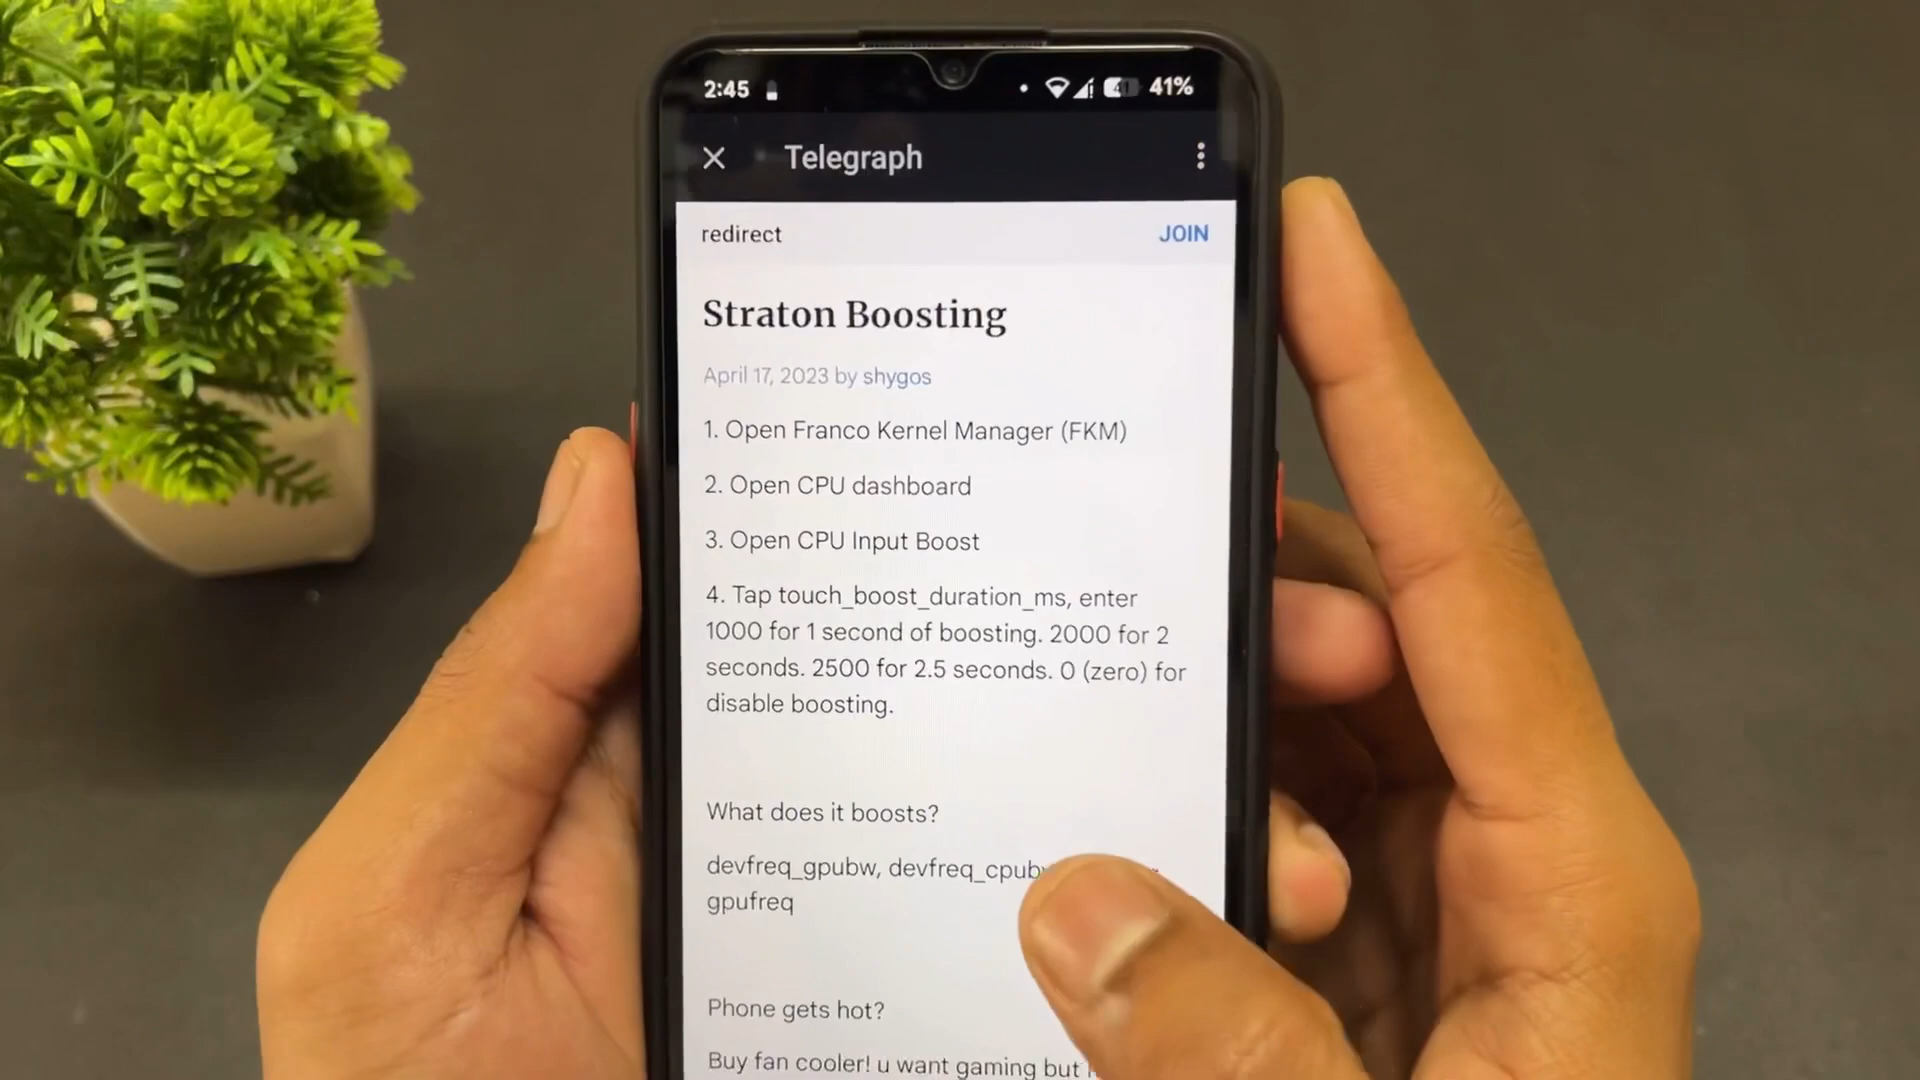 2:45
41%
Telegraph
redirect
JOIN
Straton Boosting
April 17, 2023 by shygos
1. Open Franco Kernel Manager (FKM)
2. Open CPU dashboard
3. Open CPU Input Boost
4. Tap touch_boost_duration_ms, enter
1000 for 1 second of boosting. 2000 for 2
seconds. 2500 for 2.5 seconds. 0 (zero) for
disable boosting.
What does it boosts?
devfreq_gpubw,
gpufreq
Phone gets hot?
Buy fan cooler! u want gaming but